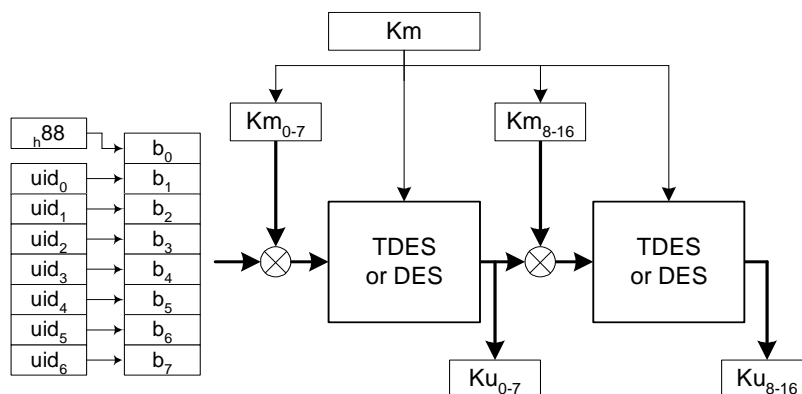 Km
Km0-7
Km8-16
h88
b0
uid0
b1
uid1
b2
uid2
b3
uid3
b4
uid4
b5
uid5
b6
uid6
b7
TDES
or DES
TDES
or DES
Ku0-7
Ku8-16